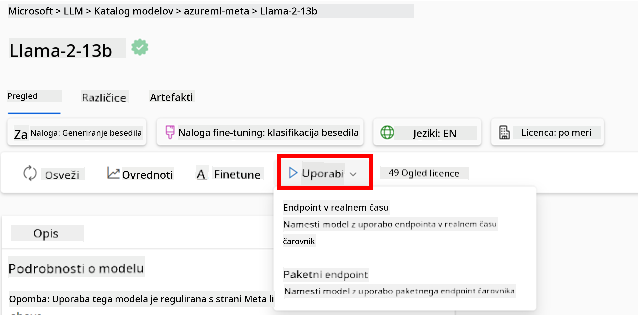 Microsoft > LLM > Katalog modelov > azureml-meta > Llama-2-13b
Llama-2-13b
Pregled Različice Artefakti
Za Naloga: Generiranje besedila Naloga fine-tuning: klasifikacija besedila Jeziki: EN Licenca: po meri
Osveži Ovrednoti Finetune Uporabi 49 Ogled licence
Endpoint v realnem času
Namesti model z uporabo endpointa v realnem času
čarovnik
Opis
Paketni endpoint
Podrobnosti o modelu
Namesti model z uporabo paketnega endpoint čarovnika
Opomba: Uporaba tega modela je regulirana s strani Meta li